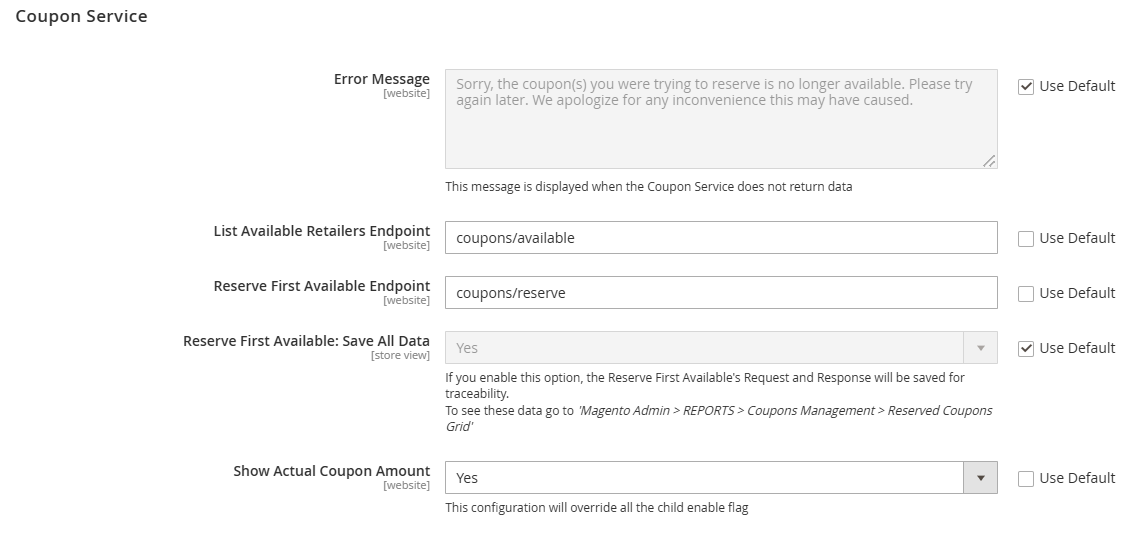 Coupon Service
Error Message
[website]
Sorry, the coupon(s) you were trying to reserve is no longer available. Please try
again later. We apologize for any inconvenience this may have caused.
Use Default
This message is displayed when the Coupon Service does not return data
List Available Retailers Endpoint
[website]
coupons/available
Use Default
Reserve First Available Endpoint
[website]
coupons/reserve
Use Default
Reserve First Available: Save All Data
[store view]
Yes
Use Default
If you enable this option, the Reserve First Available's Request and Response will be saved for
traceability.
To see these data go to 'Magento Admin > REPORTS > Coupons Management > Reserved Coupons
Grid'
Show Actual Coupon Amount
[website]
Yes
Use Default
This configuration will override all the child enable flag